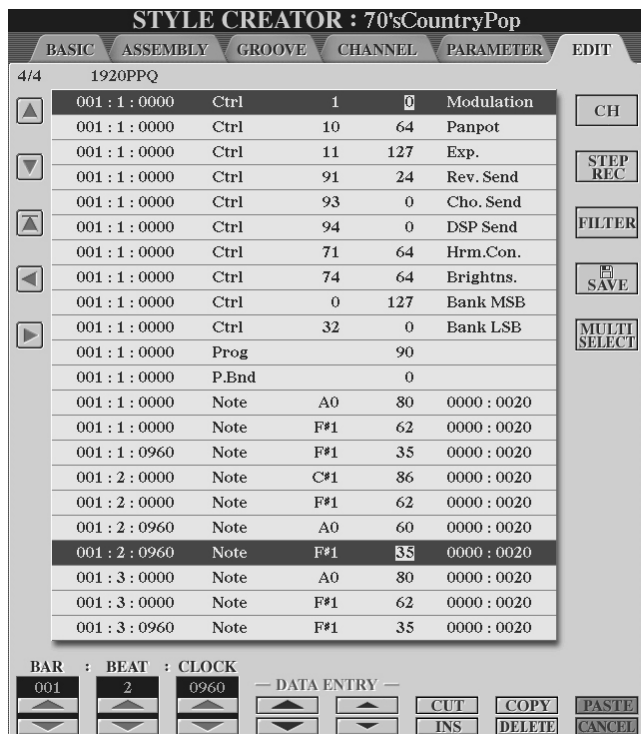 STYLE CREATOR : 70'sCountryPop
BASIC ASSEMBLY GROOVE CHANNEL PARAMETER EDIT
4/4 1920PPQ
001 : 1 : 0000 Ctrl 1 0 Modulation
001 : 1 : 0000 Ctrl 10 64 Panpot
001 : 1 : 0000 Ctrl 11 127 Exp.
001 : 1 : 0000 Ctrl 91 24 Rev. Send
001 : 1 : 0000 Ctrl 93 0 Cho. Send
001 : 1 : 0000 Ctrl 94 0 DSP Send
001 : 1 : 0000 Ctrl 71 64 Hrm.Con.
001 : 1 : 0000 Ctrl 74 64 Brightns.
001 : 1 : 0000 Ctrl 0 127 Bank MSB
001 : 1 : 0000 Ctrl 32 0 Bank LSB
001 : 1 : 0000 Prog 90
001 : 1 : 0000 P.Bnd 0
001 : 1 : 0000 Note A0 80 0000 : 0020
001 : 1 : 0000 Note F#1 62 0000 : 0020
001 : 1 : 0960 Note F#1 35 0000 : 0020
001 : 2 : 0000 Note C#1 86 0000 : 0020
001 : 2 : 0000 Note F#1 62 0000 : 0020
001 : 2 : 0960 Note A0 60 0000 : 0020
001 : 2 : 0960 Note F#1 35 0000 : 0020
001 : 3 : 0000 Note A0 80 0000 : 0020
001 : 3 : 0000 Note F#1 62 0000 : 0020
001 : 3 : 0960 Note F#1 35 0000 : 0020
CH
STEP
REC
FILTER
SAVE
MULTI
SELECT
BAR : BEAT : CLOCK
001 2 0960
DATA ENTRY
CUT COPY PASTE
INS DELETE CANCEL